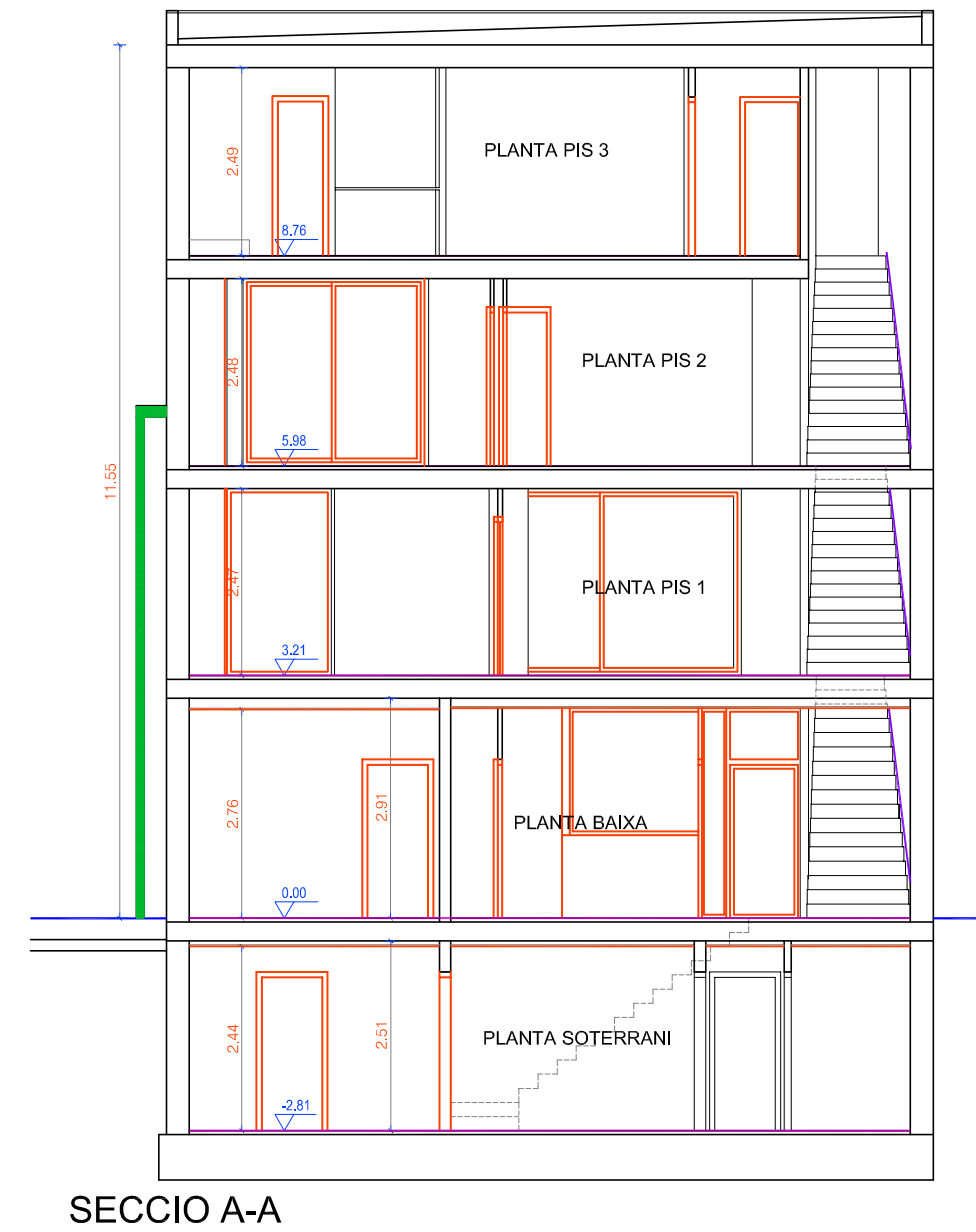 PLANTA PIS 3
2.49
8.76
PLANTA PIS 2
2.48
5.98
11.55
PLANTA PIS 1
2.47
3.21
PLANTA BAIXA
2.76
2.91
0.00
PLANTA SOTERRANI
2.44
2.51
-2.81
SECCIO A-A